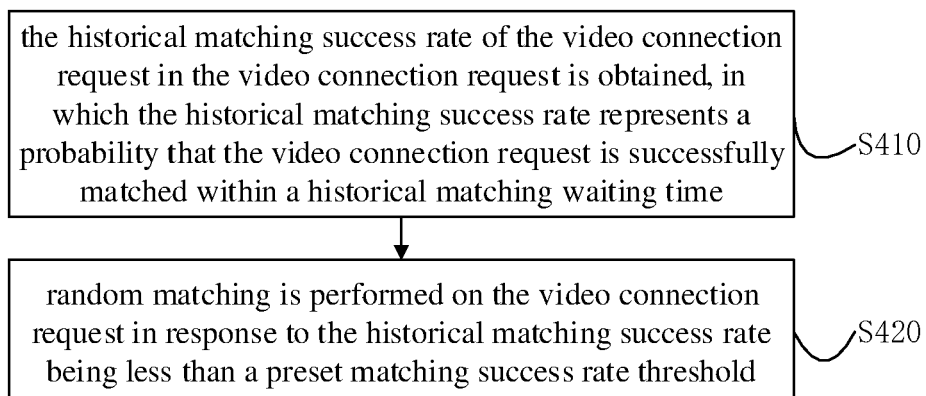 the historical matching success rate of the video connection
request in the video connection request is obtained, in
which the historical matching success rate represents a
probability that the video connection request is successfully
matched within a historical matching waiting time
S410
random matching is performed on the video connection
request in response to the historical matching success rate
being less than a preset matching success rate threshold
S420